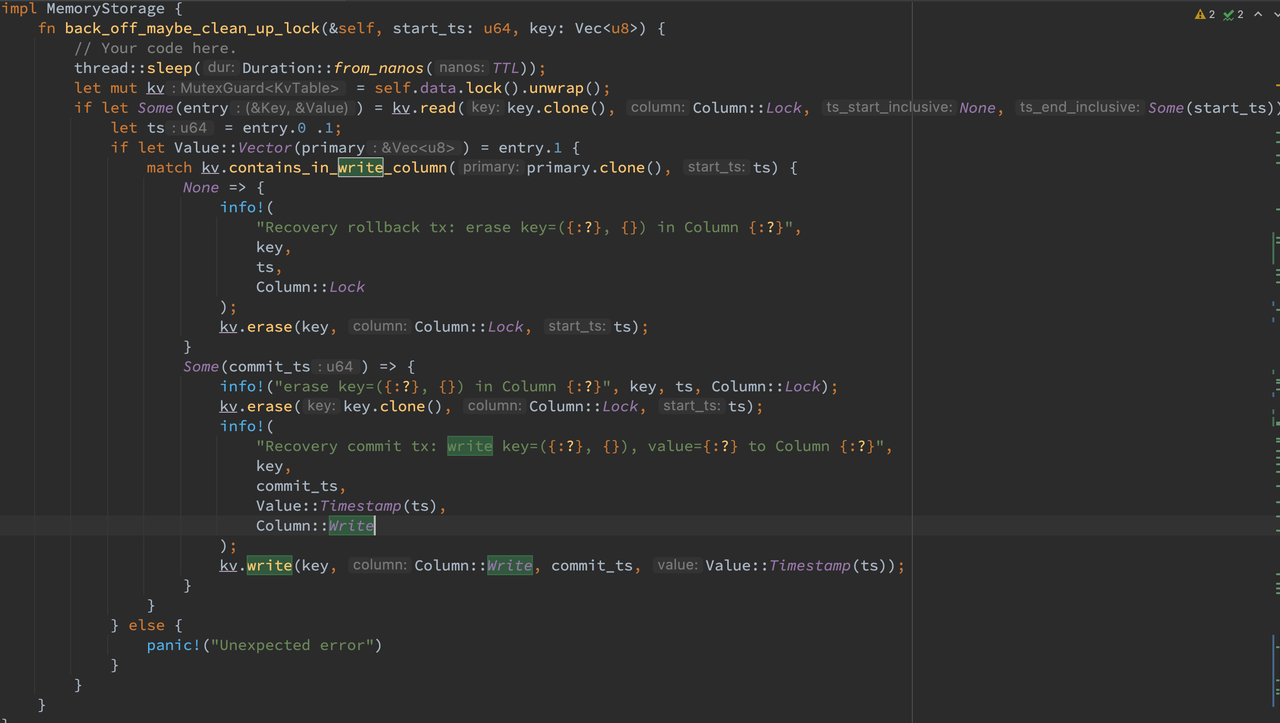 impl MemoryStorage {
    fn back_off_maybe_clean_up_lock(&self, start_ts: u64, key: Vec<u8>) {
        // Your code here.
        thread::sleep( dur: Duration::from_nanos( nanos: TTL));
        let mut kv : MutexGuard<KvTable> = self.data.lock().unwrap();
        if let Some(entry : (&Key, &Value) ) = kv.read( key: key.clone(), column: Column::Lock, ts_start_inclusive: None, ts_end_inclusive: Some(start_ts))
            let ts : u64 = entry.0 .1;
            if let Value::Vector(primary : &Vec<u8> ) = entry.1 {
                match kv.contains_in_write_column( primary: primary.clone(), start_ts: ts) {
                    None => {
                        info!(
                            "Recovery rollback tx: erase key=({:?}, {}) in Column {:?}",
                            key,
                            ts,
                            Column::Lock
                        );
                        kv.erase(key, column: Column::Lock, start_ts: ts);
                    }
                    Some(commit_ts : u64 ) => {
                        info!("erase key=({:?}, {}) in Column {:?}", key, ts, Column::Lock);
                        kv.erase( key: key.clone(), column: Column::Lock, start_ts: ts);
                        info!(
                            "Recovery commit tx: write key=({:?}, {}), value={:?} to Column {:?}",
                            key,
                            commit_ts,
                            Value::Timestamp(ts),
                            Column::Write
                        );
                        kv.write(key, column: Column::Write, commit_ts, value: Value::Timestamp(ts));
                    }
                }
            } else {
                panic!("Unexpected error")
            }
        }
    }
2 2